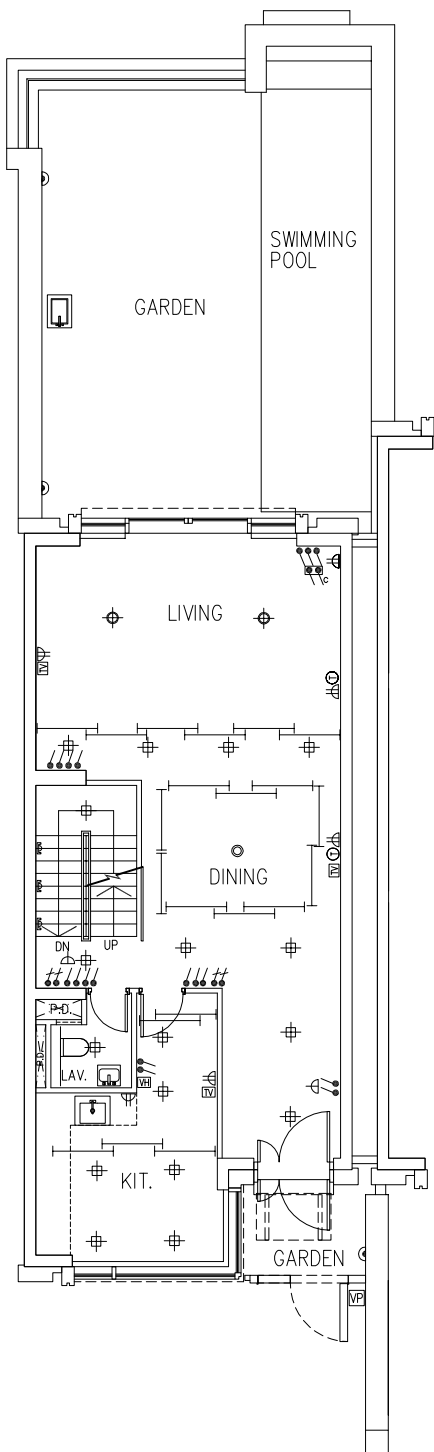 SWIMMING
POOL
GARDEN
C
LIVING
TV
T
T
DINING
TV
DN
UP
P.D.
P.D.
LAV.
VH
TV
KIT.
GARDEN
VP